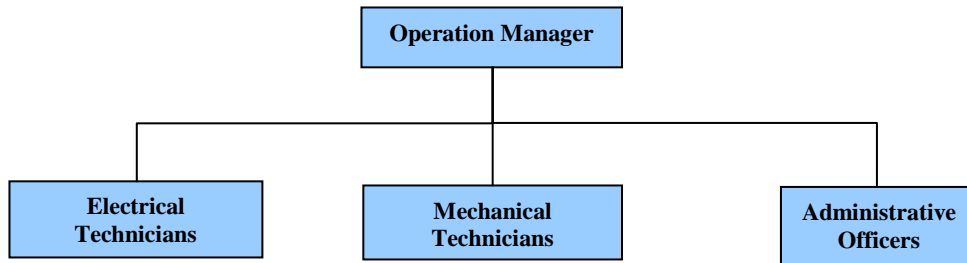 Operation Manager
Electrical
Technicians
Mechanical
Technicians
Administrative
Officers